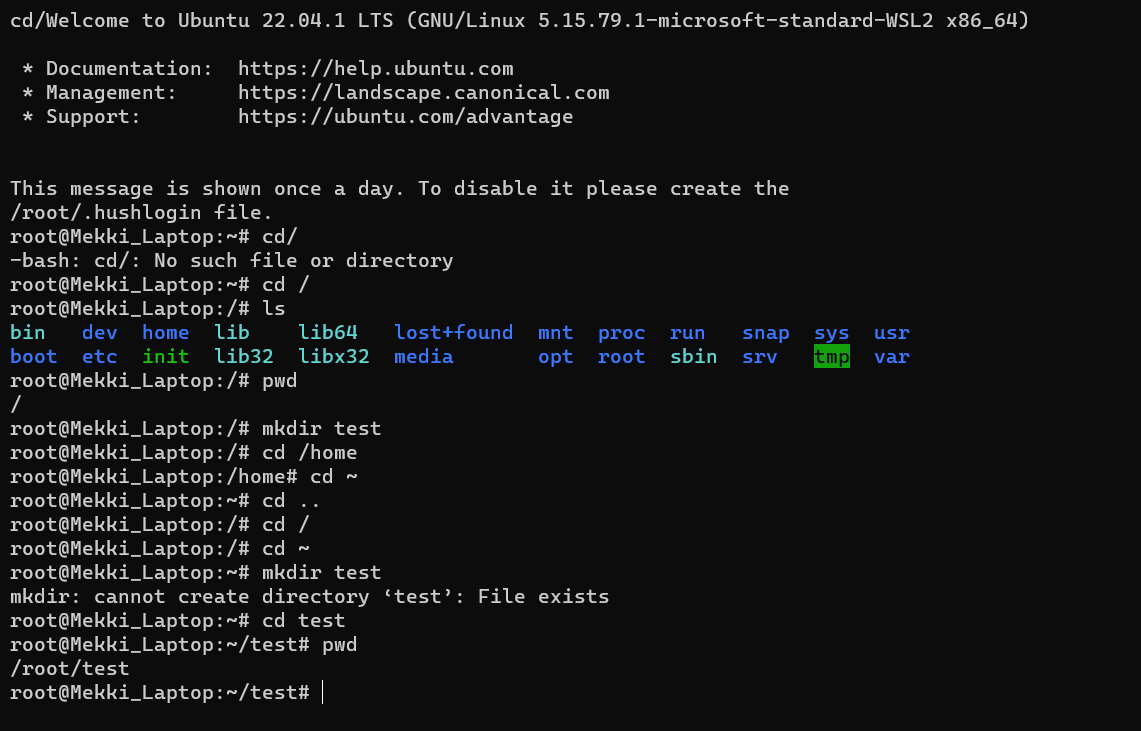 cd/Welcome to Ubuntu 22.04.1 LTS (GNU/Linux 5.15.79.1-microsoft-standard-WSL2 x86_64)
 * Documentation:  https://help.ubuntu.com
 * Management:     https://landscape.canonical.com
 * Support:        https://ubuntu.com/advantage
This message is shown once a day. To disable it please create the
/root/.hushlogin file.
root@Mekki_Laptop:~# cd/
-bash: cd/: No such file or directory
root@Mekki_Laptop:~# cd /
root@Mekki_Laptop:/# ls
bin   dev  home  lib    lib64   lost+found  mnt  proc  run   snap  sys  usr
boot  etc  init  lib32  libx32  media       opt  root  sbin  srv   tmp  var
root@Mekki_Laptop:/# pwd
/
root@Mekki_Laptop:/# mkdir test
root@Mekki_Laptop:/# cd /home
root@Mekki_Laptop:/home# cd ~
root@Mekki_Laptop:~# cd ..
root@Mekki_Laptop:/# cd /
root@Mekki_Laptop:/# cd ~
root@Mekki_Laptop:~# mkdir test
mkdir: cannot create directory ‘test’: File exists
root@Mekki_Laptop:~# cd test
root@Mekki_Laptop:~/test# pwd
/root/test
root@Mekki_Laptop:~/test#